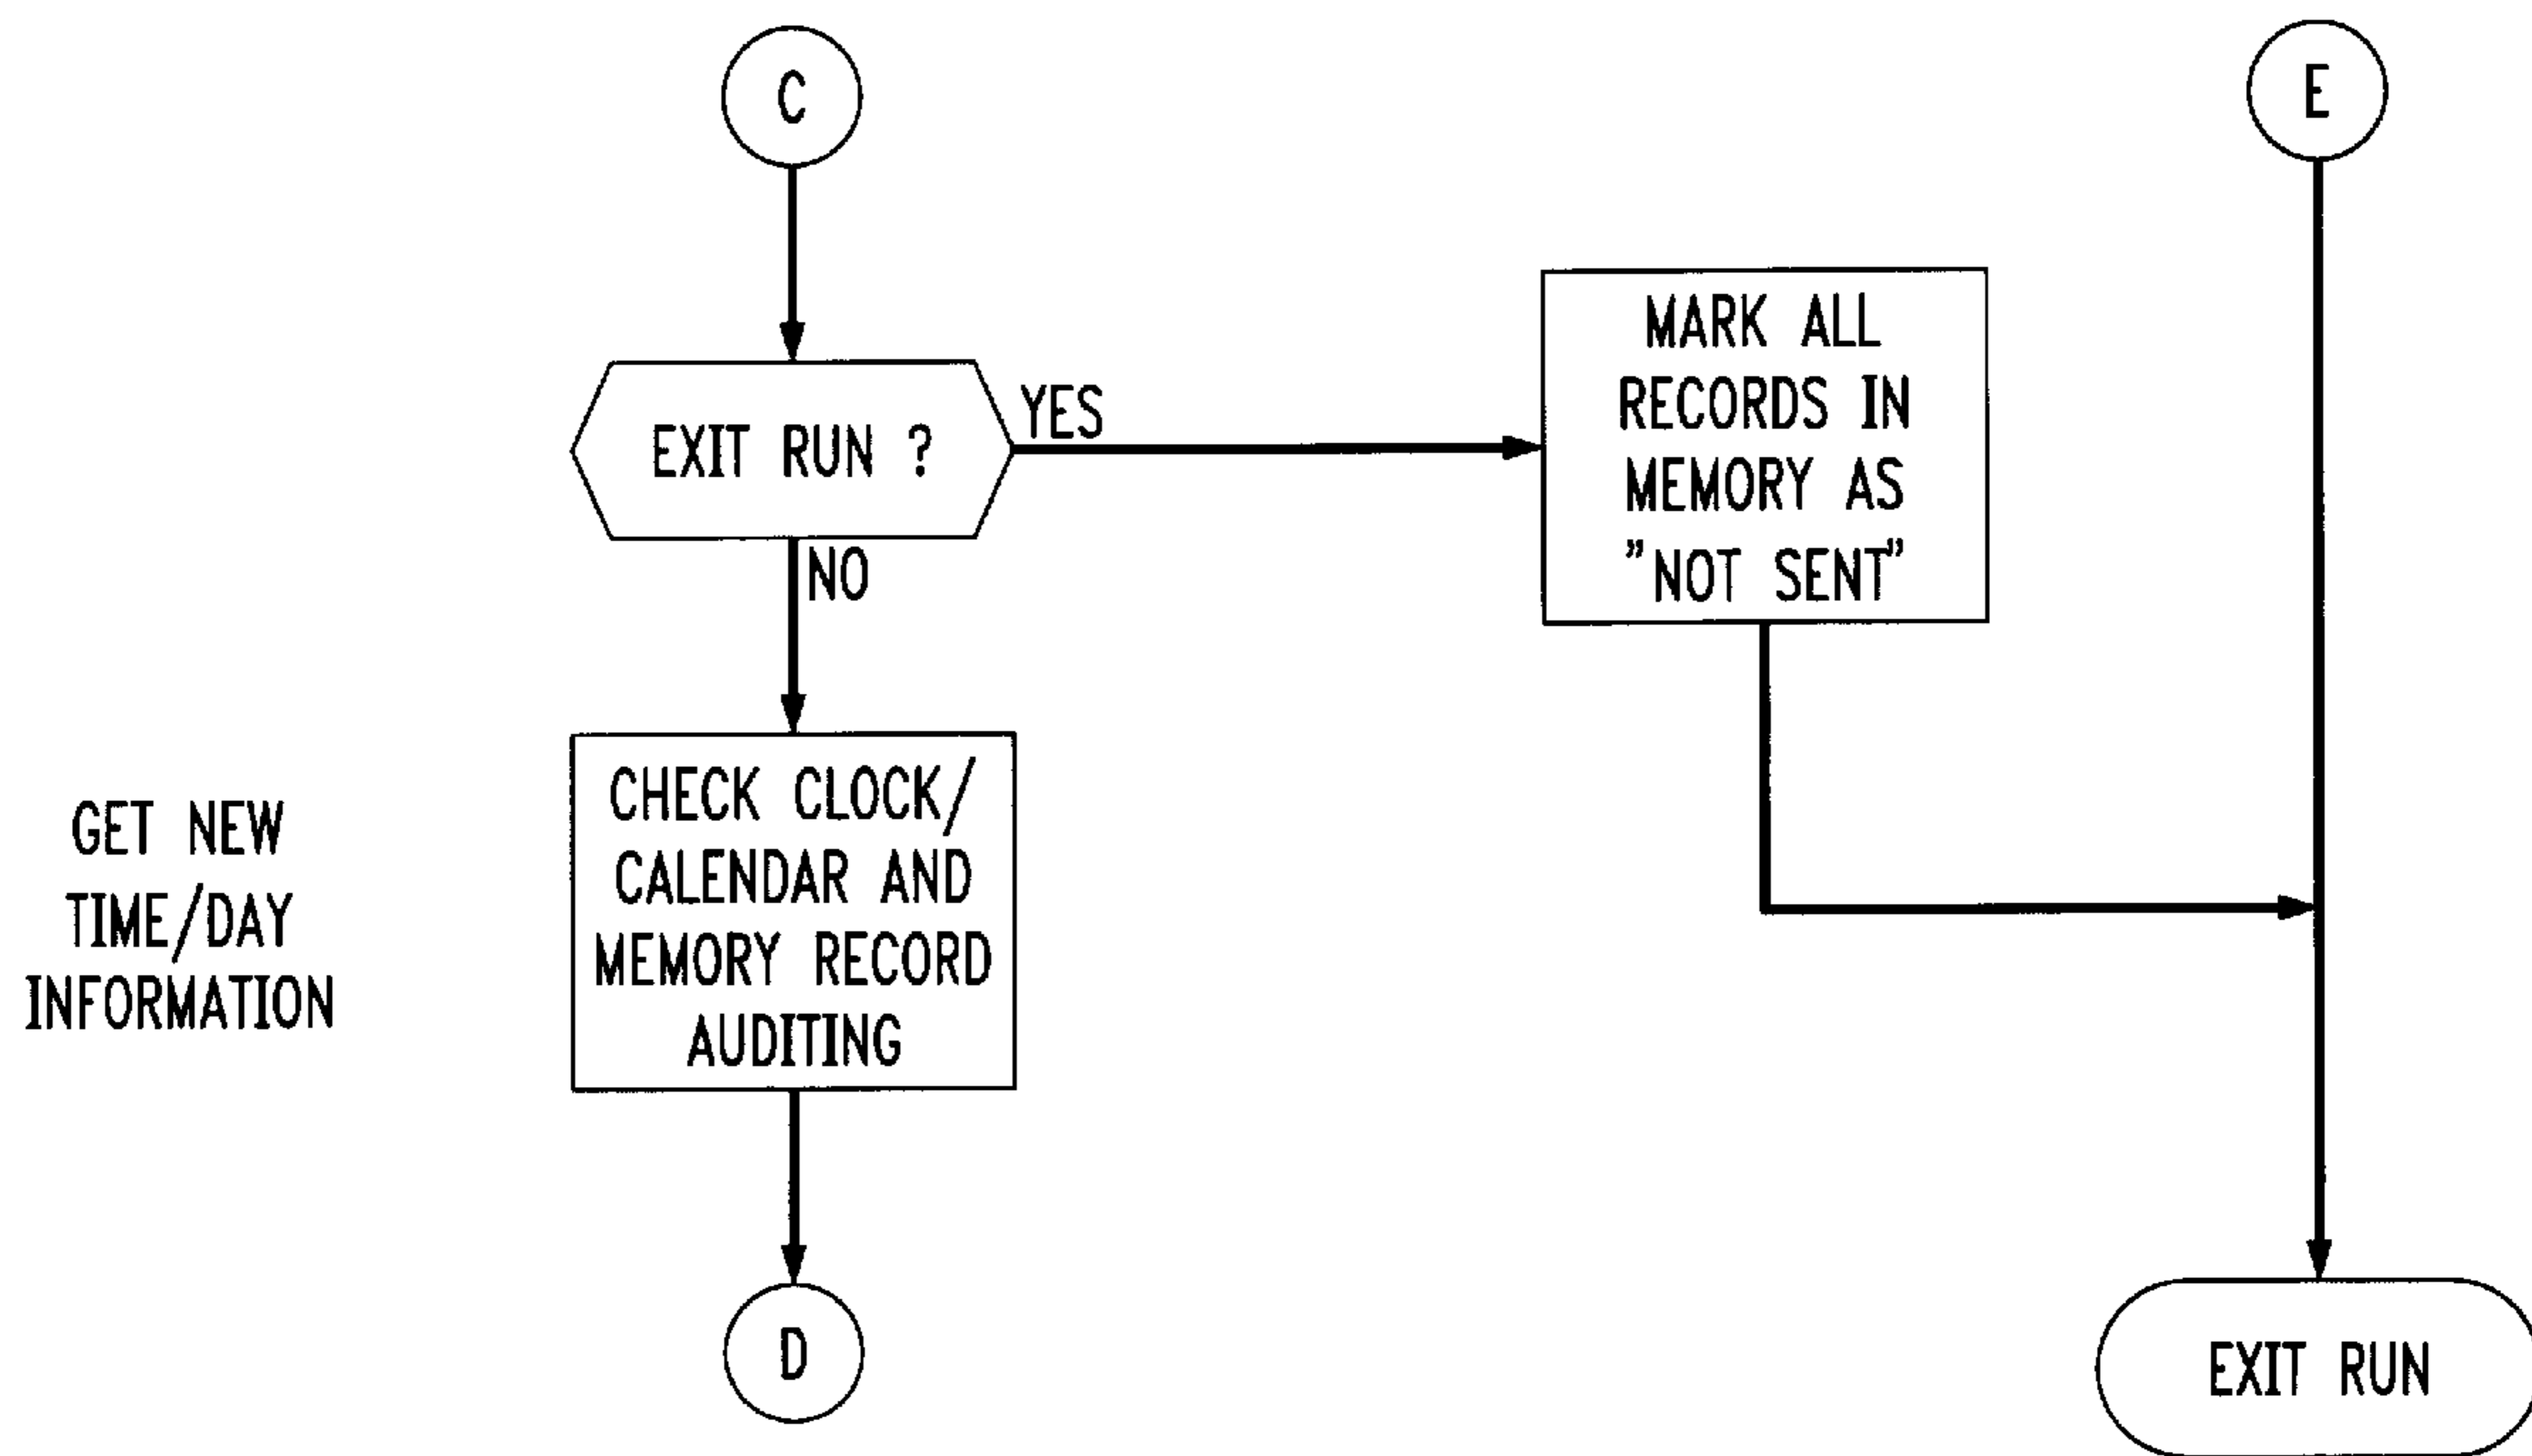 C
E
EXIT RUN ?
YES
NO
MARK ALL
RECORDS IN
MEMORY AS
"NOT SENT"
GET NEW
TIME/DAY
INFORMATION
CHECK CLOCK/
CALENDAR AND
MEMORY RECORD
AUDITING
D
EXIT RUN